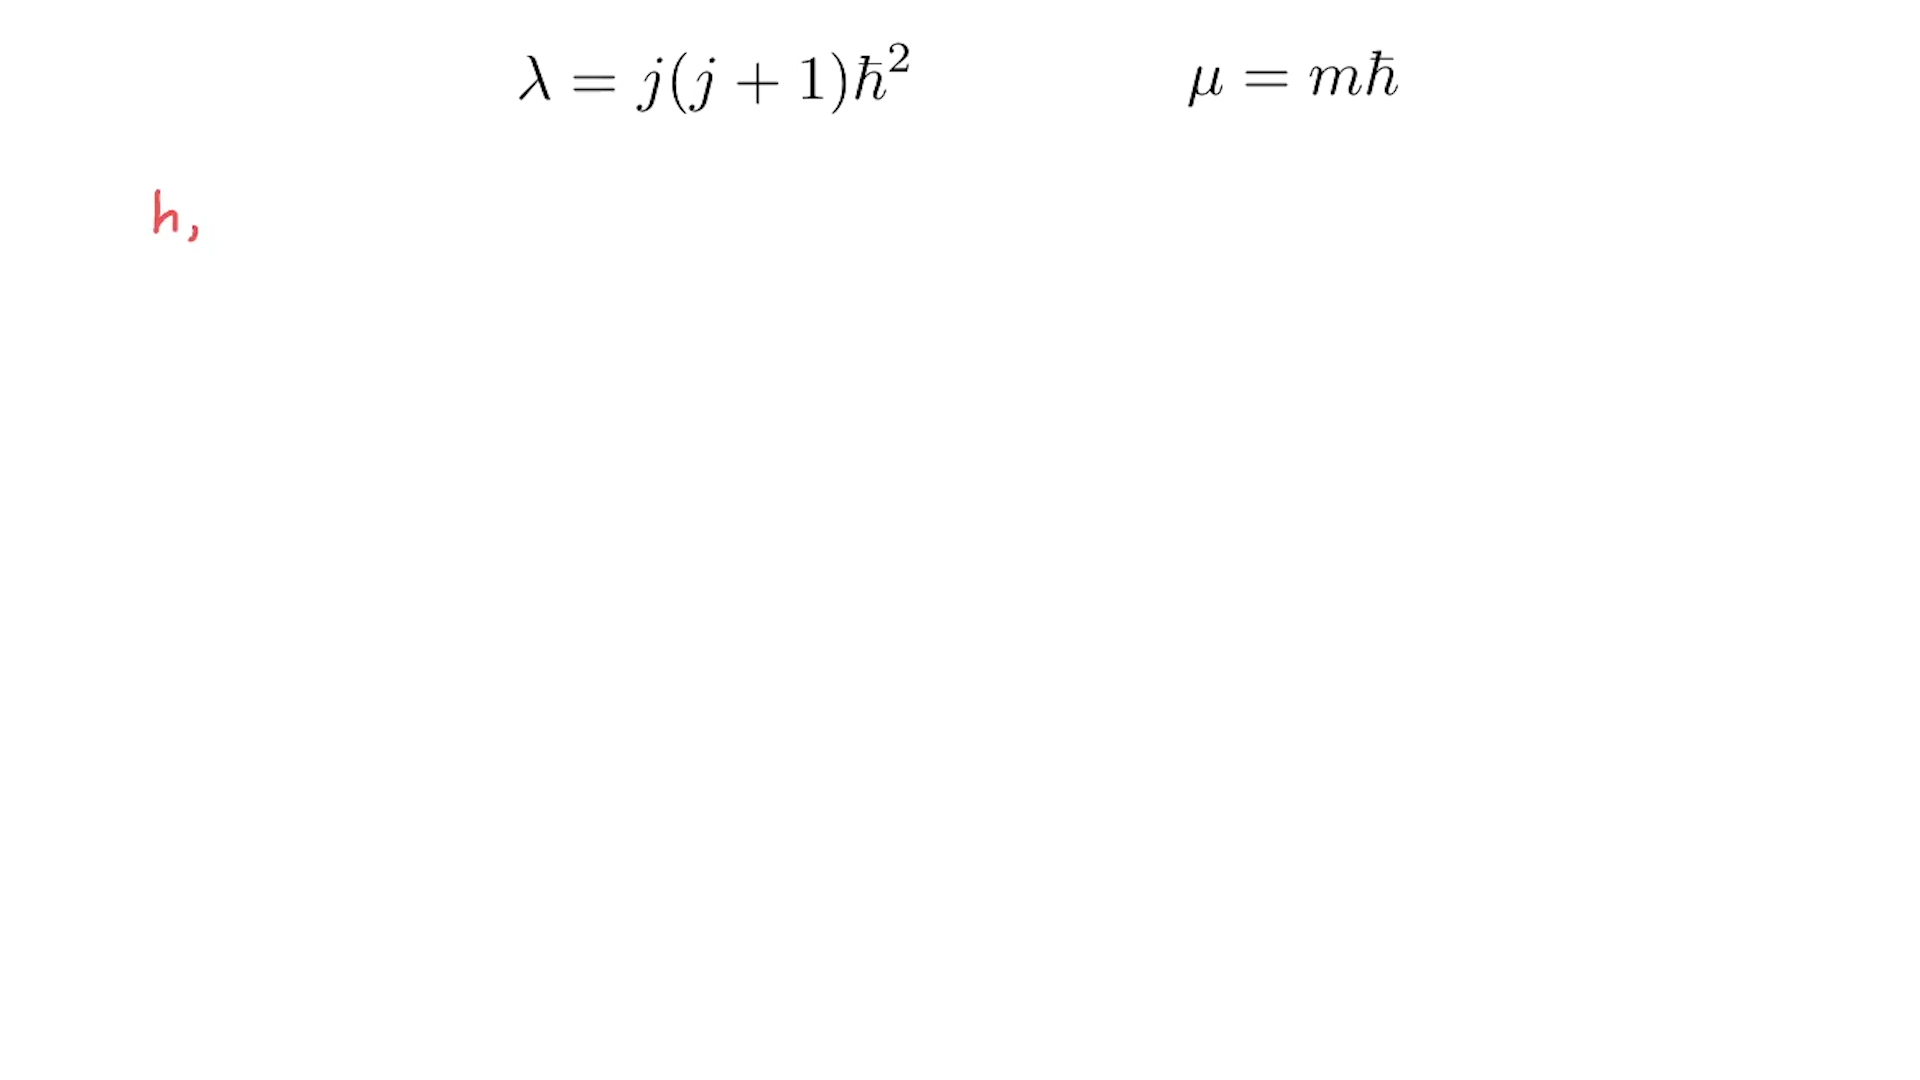 λ = j(j + 1)ħ² μ = mħ
h,